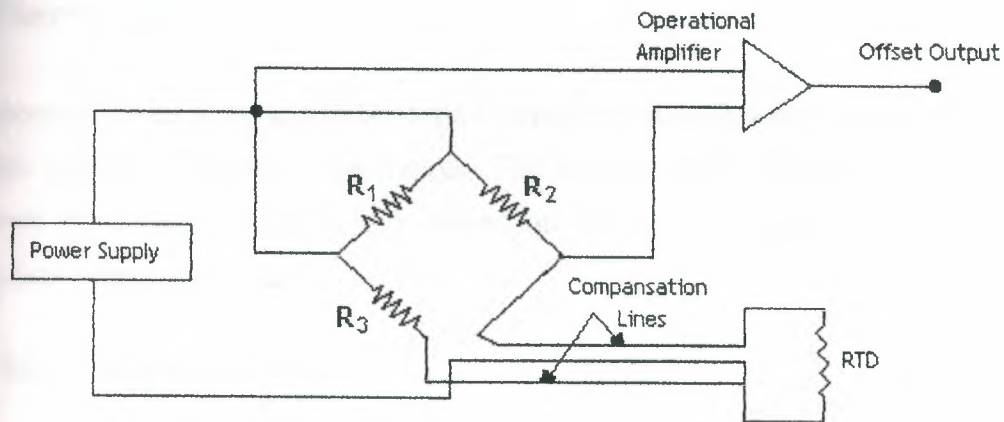 Operational
Amplifier
Offset Output
R1
R2
Power Supply
R3
Compansation
Lines
RTD